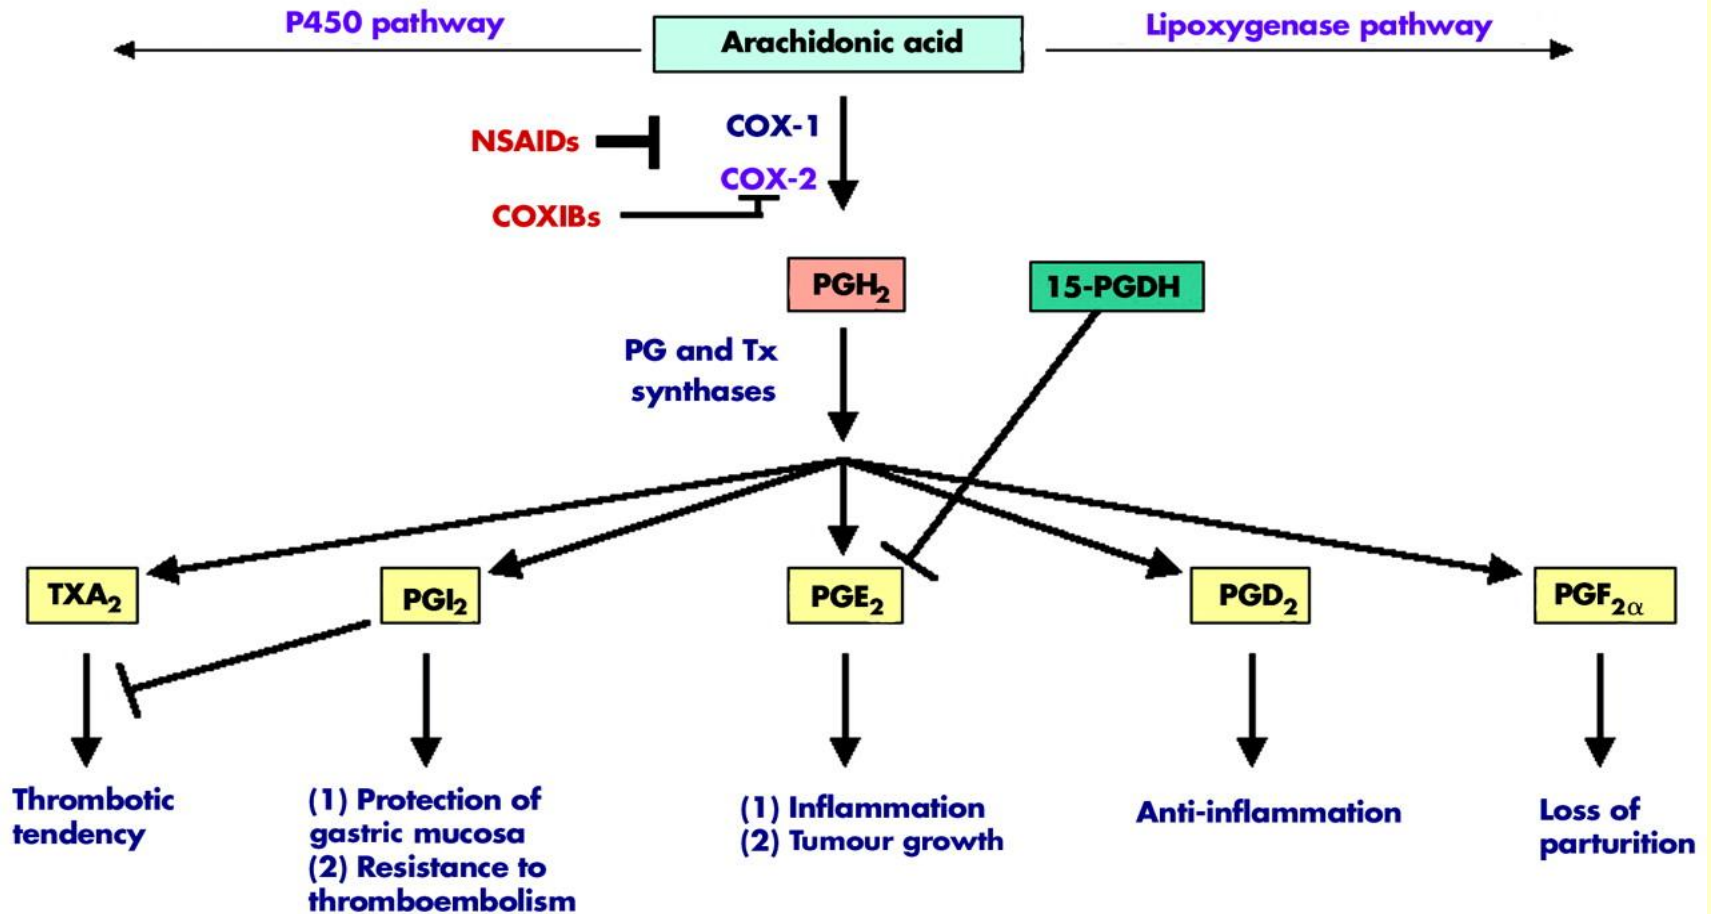 P450 pathway
Arachidonic acid
Lipoxygenase pathway
NSAIDs
COX-1
COX-2
COXIBs
PGH₂
15-PGDH
PG and Tx
synthases
TXA₂
PGI₂
PGE₂
PGD₂
PGF₂α
Thrombotic
tendency
(1) Protection of
gastric mucosa
(2) Resistance to
thromboembolism
(1) Inflammation
(2) Tumour growth
Anti-inflammation
Loss of
parturition